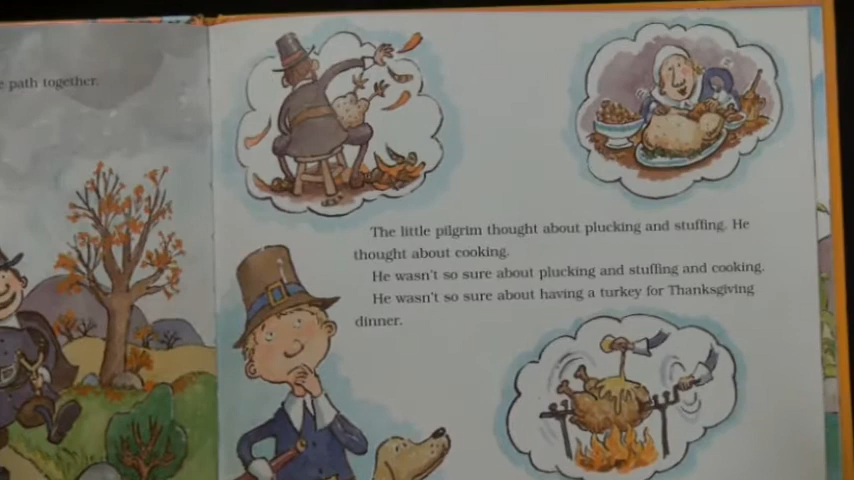 path together.
The little pilgrim thought about plucking and stuffing. He
thought about cooking.
He wasn't so sure about plucking and stuffing and cooking.
He wasn't so sure about having a turkey for Thanksgiving
dinner.